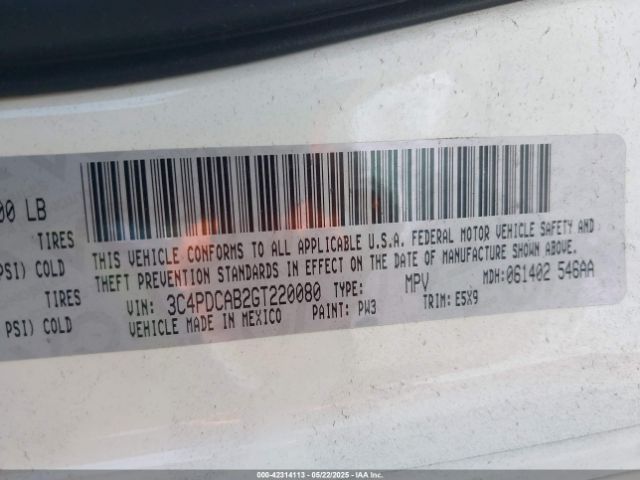 00 LB
TIRES
PSI) COLD
TIRES
PSI) COLD
THIS VEHICLE CONFORMS TO ALL APPLICABLE U.S.A. FEDERAL MOTOR VEHICLE SAFETY AND
THEFT PREVENTION STANDARDS IN EFFECT ON THE DATE OF MANUFACTURE SHOWN ABOVE.
VIN: 3C4PDCAB2GT220080 TYPE: MPV MDH: 061402 546AA
VEHICLE MADE IN MEXICO PAINT: PW3 TRIM: E5X9
000-42314113 - 05/22/2025 - IAAI.COM